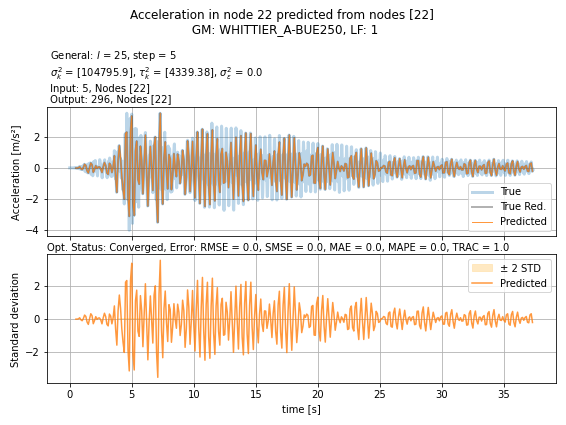 Acceleration in node 22 predicted from nodes [22]
GM: WHITTIER_A-BUE250, LF: 1
General: l = 25, step = 5
σ²ₖ = [104795.9], τ²ₖ = [4339.38], σ²ε = 0.0
Input: 5, Nodes [22]
Output: 296, Nodes [22]
Acceleration [m/s²]
2
0
−2
−4
True
True Red.
Predicted
Opt. Status: Converged, Error: RMSE = 0.0, SMSE = 0.0, MAE = 0.0, MAPE = 0.0, TRAC = 1.0
Standard deviation
2
0
−2
± 2 STD
Predicted
0 5 10 15 20 25 30 35
time [s]